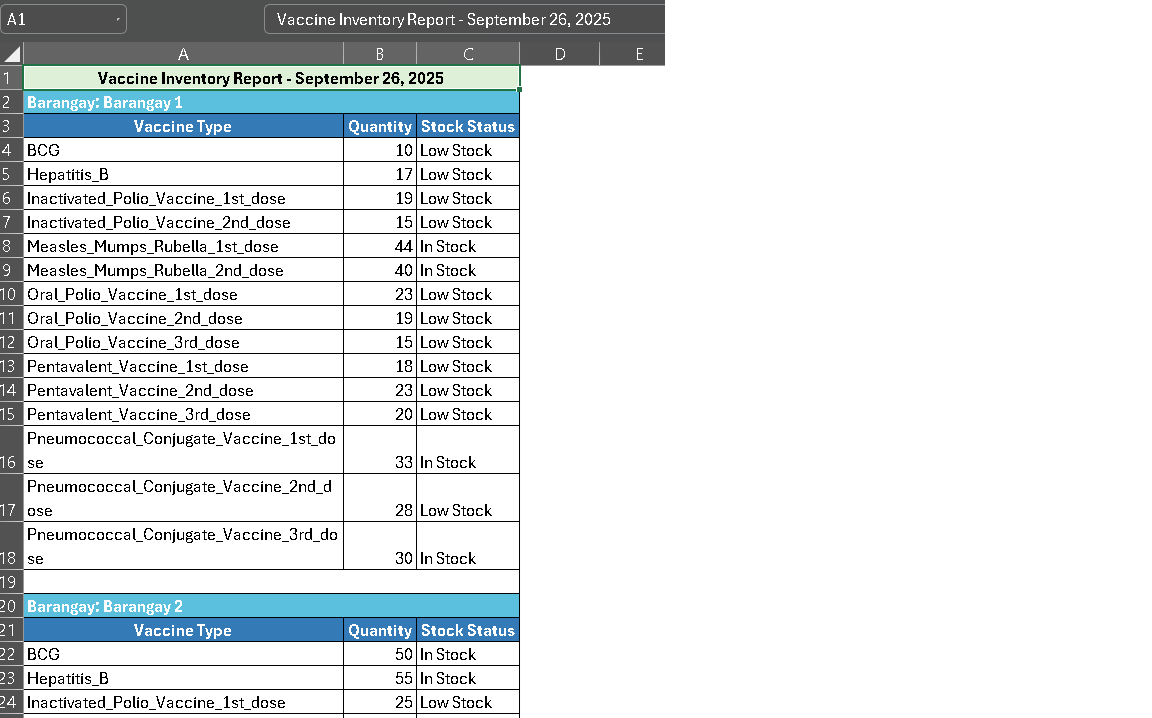 A1 Vaccine Inventory Report - September 26, 2025
A B C D E
1 Vaccine Inventory Report - September 26, 2025
2 Barangay: Barangay 1
3 Vaccine Type Quantity Stock Status
4 BCG 10 Low Stock
5 Hepatitis_B 17 Low Stock
6 Inactivated_Polio_Vaccine_1st_dose 19 Low Stock
7 Inactivated_Polio_Vaccine_2nd_dose 15 Low Stock
8 Measles_Mumps_Rubella_1st_dose 44 In Stock
9 Measles_Mumps_Rubella_2nd_dose 40 In Stock
10 Oral_Polio_Vaccine_1st_dose 23 Low Stock
11 Oral_Polio_Vaccine_2nd_dose 19 Low Stock
12 Oral_Polio_Vaccine_3rd_dose 15 Low Stock
13 Pentavalent_Vaccine_1st_dose 18 Low Stock
14 Pentavalent_Vaccine_2nd_dose 23 Low Stock
15 Pentavalent_Vaccine_3rd_dose 20 Low Stock
Pneumococcal_Conjugate_Vaccine_1st_do
16 se 33 In Stock
Pneumococcal_Conjugate_Vaccine_2nd_d
17 ose 28 Low Stock
Pneumococcal_Conjugate_Vaccine_3rd_do
18 se 30 In Stock
19
20 Barangay: Barangay 2
21 Vaccine Type Quantity Stock Status
22 BCG 50 In Stock
23 Hepatitis_B 55 In Stock
24 Inactivated_Polio_Vaccine_1st_dose 25 Low Stock